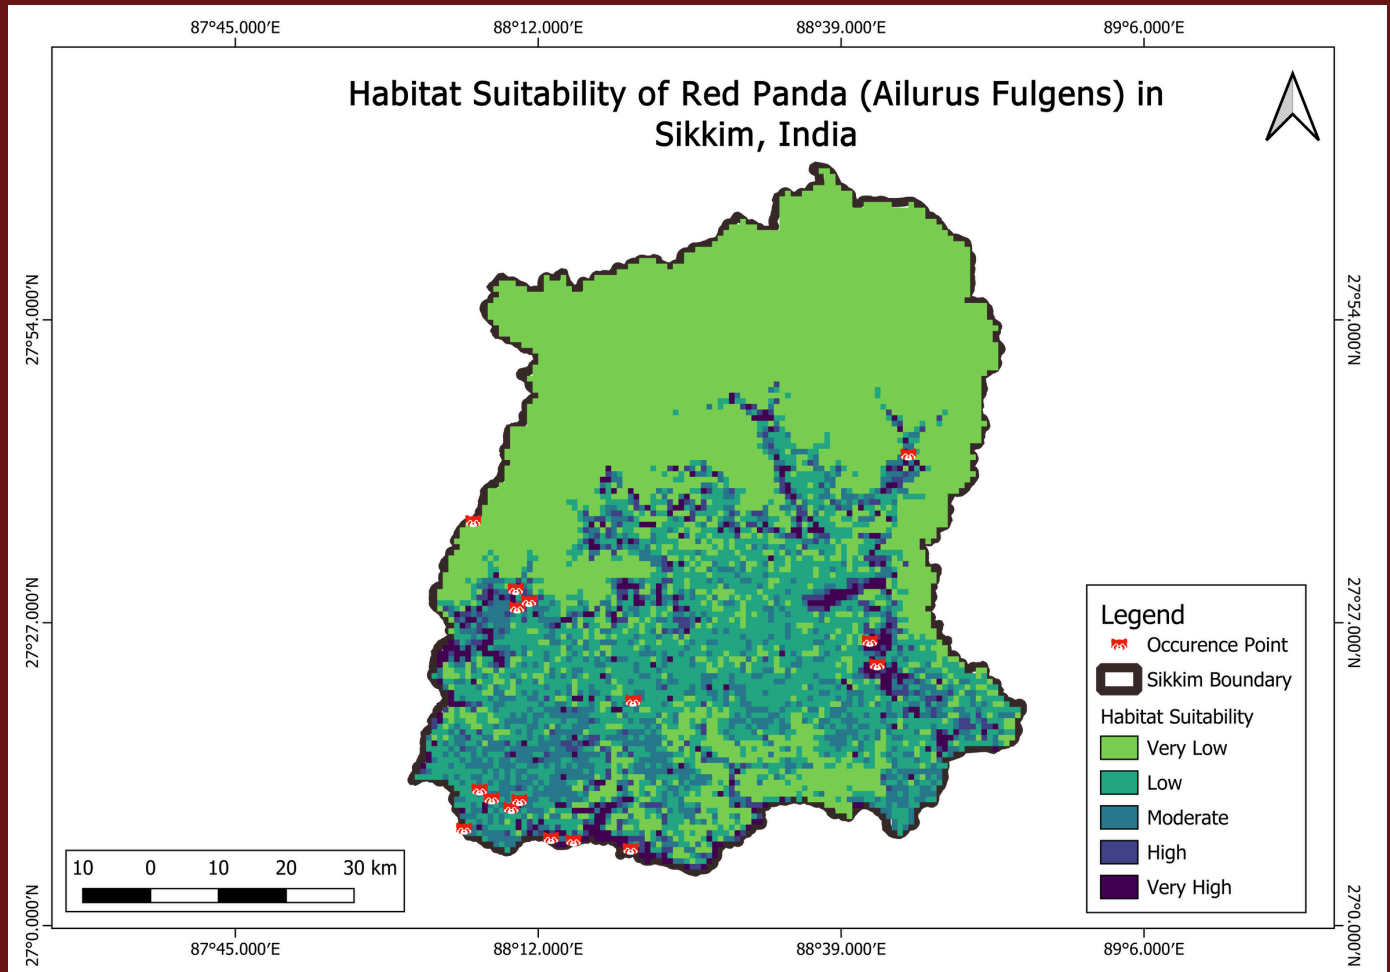 87°45.000′E 88°12.000′E 88°39.000′E 89°6.000′E
Habitat Suitability of Red Panda (Ailurus Fulgens) in
Sikkim, India
27°54.000′N
27°54.000′N
27°27.000′N
27°27.000′N
Legend
Occurence Point
Sikkim Boundary
Habitat Suitability
Very Low
Low
Moderate
High
Very High
10 0 10 20 30 km
27°0.000′N
27°0.000′N
87°45.000′E 88°12.000′E 88°39.000′E 89°6.000′E